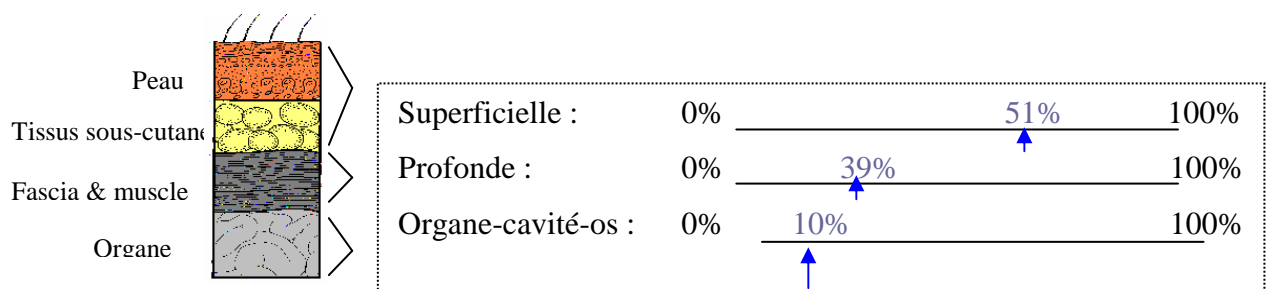 Peau
Tissus sous-cutané
Fascia & muscle
Organe
Superficielle : 0% 51% 100%
Profonde : 0% 39% 100%
Organe-cavité-os : 0% 10% 100%